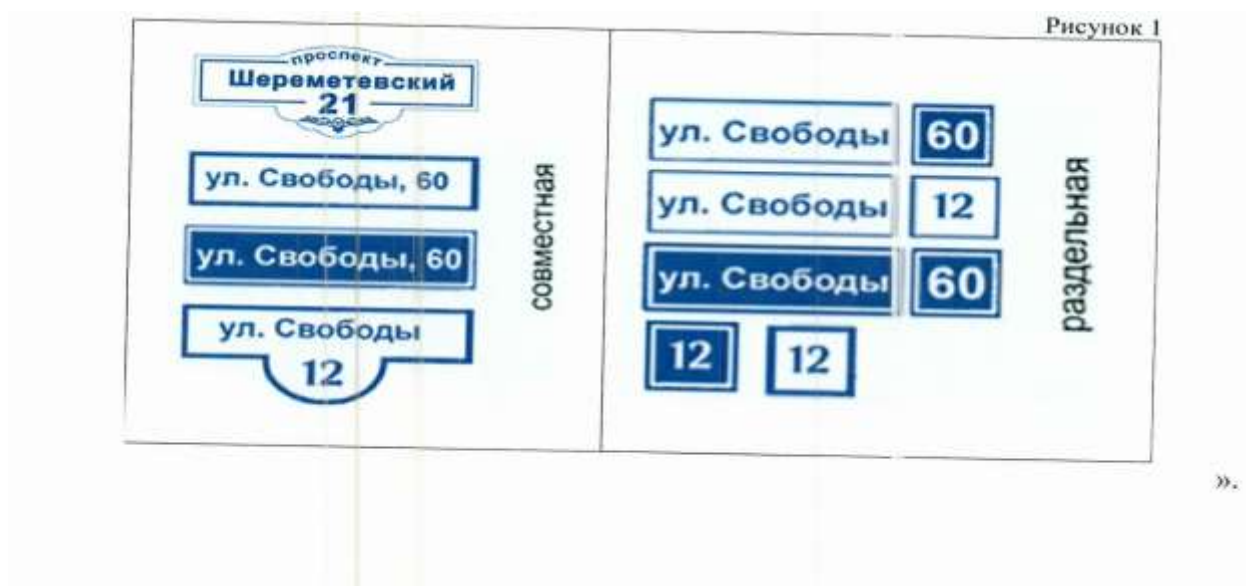 Рисунок 1
проспект
Шереметевский
21
ул. Свободы, 60
ул. Свободы, 60
ул. Свободы
12
совместная
ул. Свободы 60
ул. Свободы 12
ул. Свободы 60
12 12
раздельная
».